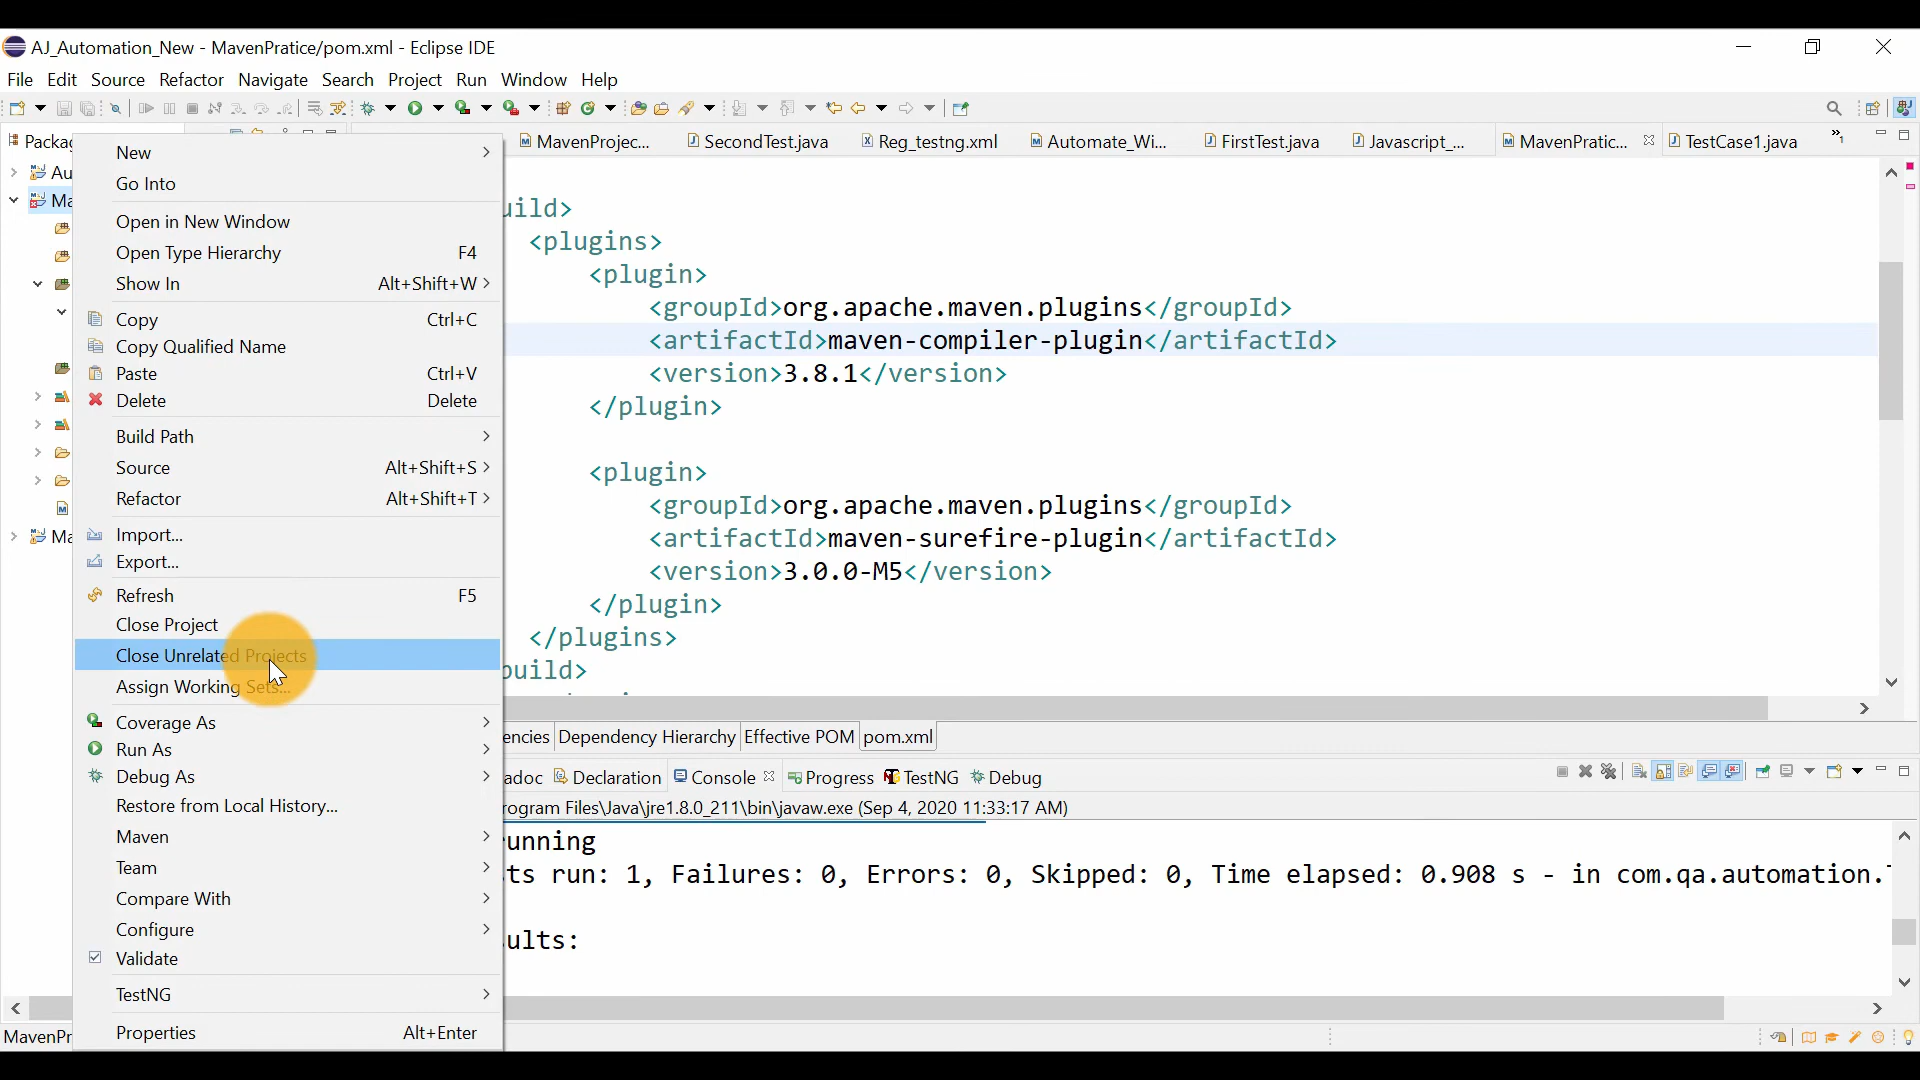 AJ_Automation_New - MavenPratice/pom.xml - Eclipse IDE
File Edit Source Refactor Navigate Search Project Run Window Help
Packag
MavenProjec... SecondTest.java Reg_testng.xml Automate_Wi... FirstTest.java Javascript_... MavenPratic... TestCase1.java
Au
Ma
Ma
New
Go Into
Open in New Window
Open Type Hierarchy F4
Show In Alt+Shift+W
Copy Ctrl+C
Copy Qualified Name
Paste Ctrl+V
Delete Delete
Build Path
Source Alt+Shift+S
Refactor Alt+Shift+T
Import...
Export...
Refresh F5
Close Project
Close Unrelated Projects
Assign Working Sets...
Coverage As
Run As
Debug As
Restore from Local History...
Maven
Team
Compare With
Configure
Validate
TestNG
Properties Alt+Enter
uild>
<plugins>
<plugin>
<groupId>org.apache.maven.plugins</groupId>
<artifactId>maven-compiler-plugin</artifactId>
<version>3.8.1</version>
</plugin>
<plugin>
<groupId>org.apache.maven.plugins</groupId>
<artifactId>maven-surefire-plugin</artifactId>
<version>3.0.0-M5</version>
</plugin>
</plugins>
build>
encies Dependency Hierarchy Effective POM pom.xml
adoc Declaration Console Progress TestNG Debug
rogram Files\Java\jre1.8.0_211\bin\javaw.exe (Sep 4, 2020 11:33:17 AM)
unning
ts run: 1, Failures: 0, Errors: 0, Skipped: 0, Time elapsed: 0.908 s - in com.qa.automation.
ults:
MavenPr